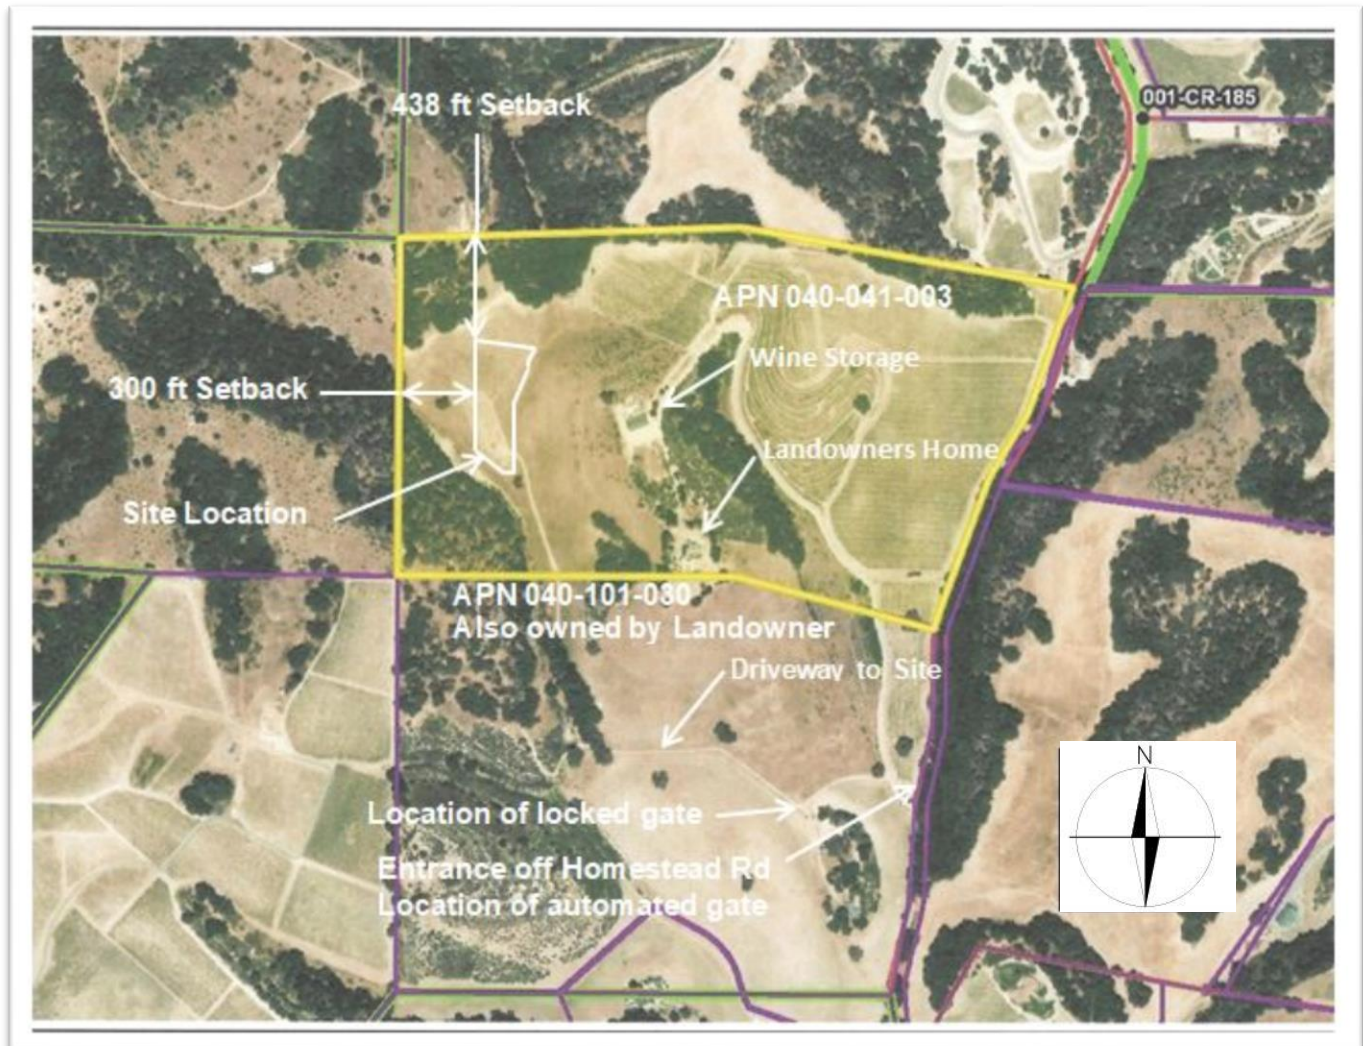 438 ft Setback
001-CR-185
APN 040-041-003
Wine Storage
300 ft Setback
Landowners Home
Site Location
APN 040-101-030
Also owned by Landowner
Driveway to Site
N
Location of locked gate
Entrance off Homestead Rd
Location of automated gate